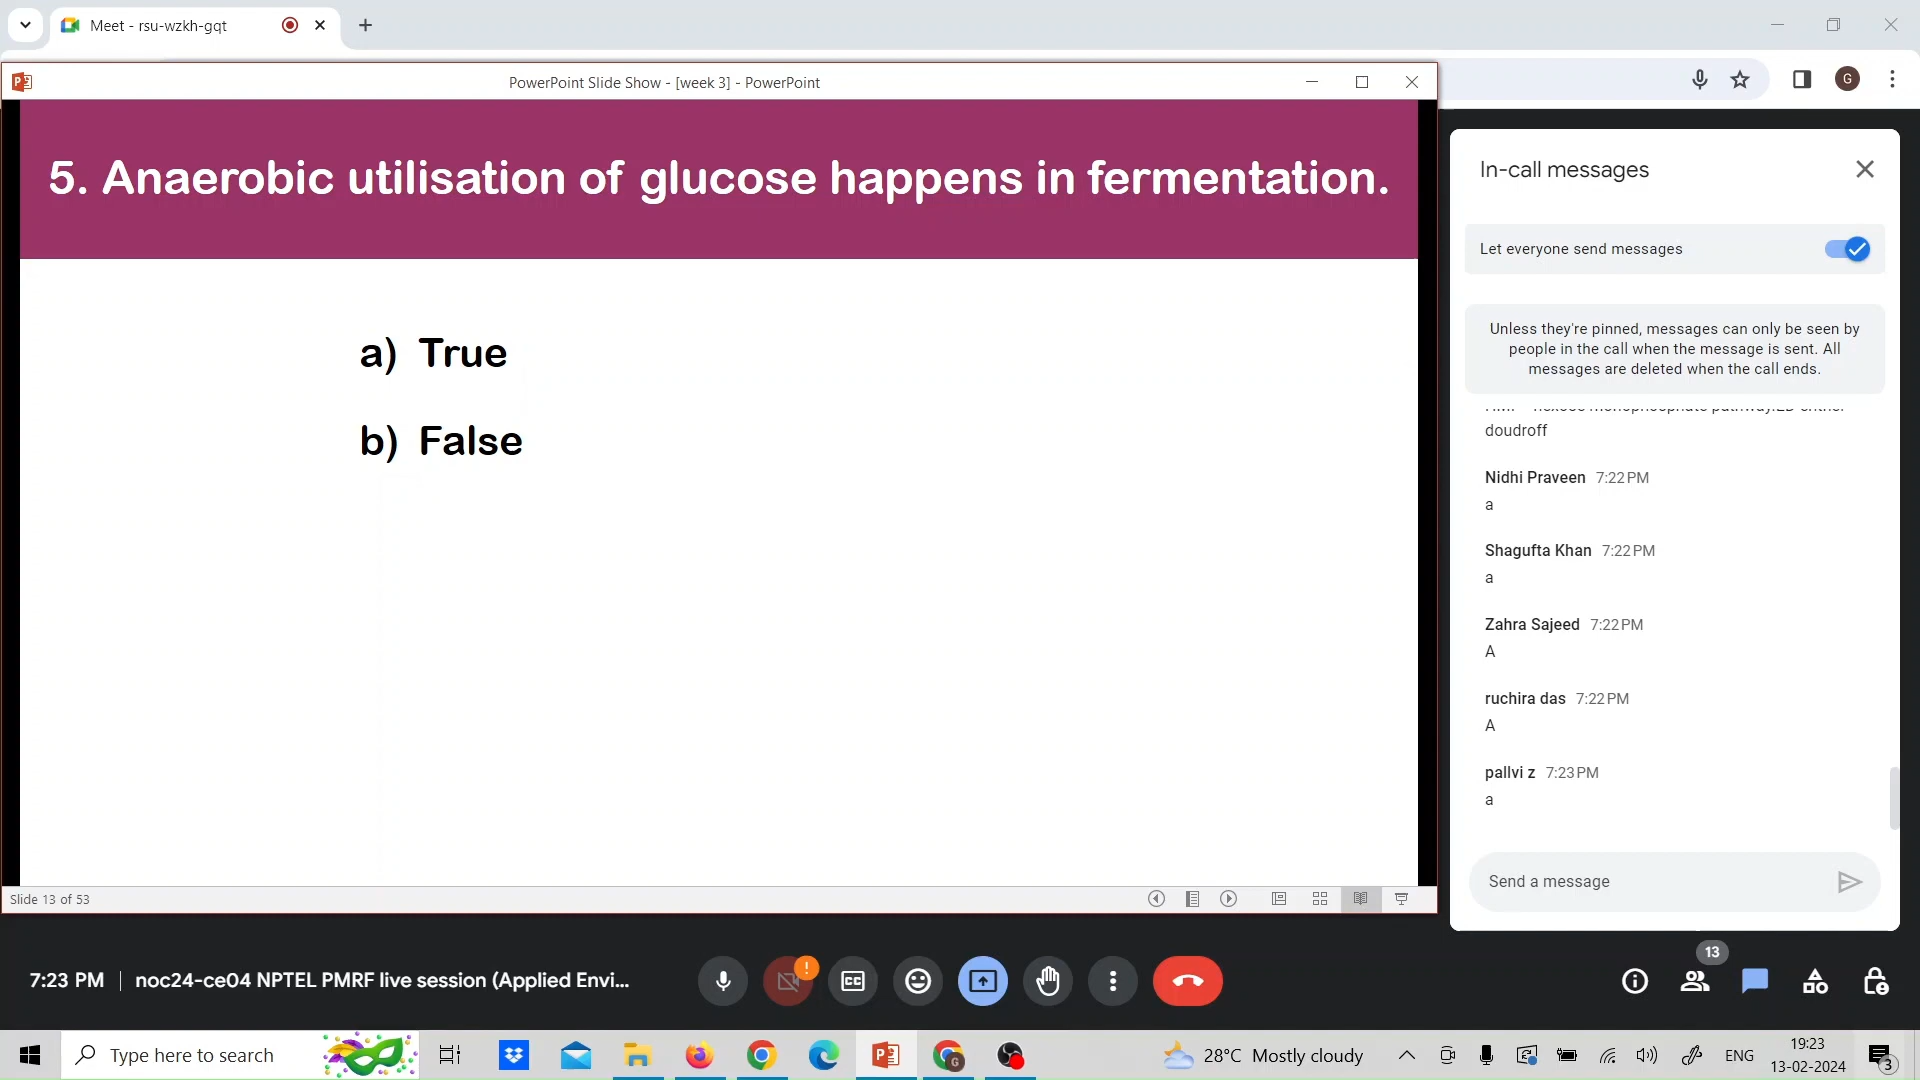 Meet - rsu-wzkh-gqt
PowerPoint Slide Show - [week 3] - PowerPoint
G
5. Anaerobic utilisation of glucose happens in fermentation.
a) True
b) False
Slide 13 of 53
In-call messages
Let everyone send messages
Unless they're pinned, messages can only be seen by
people in the call when the message is sent. All
messages are deleted when the call ends.
doudroff
Nidhi Praveen 7:22 PM
a
Shagufta Khan 7:22 PM
a
Zahra Sajeed 7:22 PM
A
ruchira das 7:22 PM
A
pallvi z 7:23 PM
a
Send a message
7:23 PM | noc24-ce04 NPTEL PMRF live session (Applied Envi...
13
Type here to search
28°C Mostly cloudy
ENG
19:23
13-02-2024
3